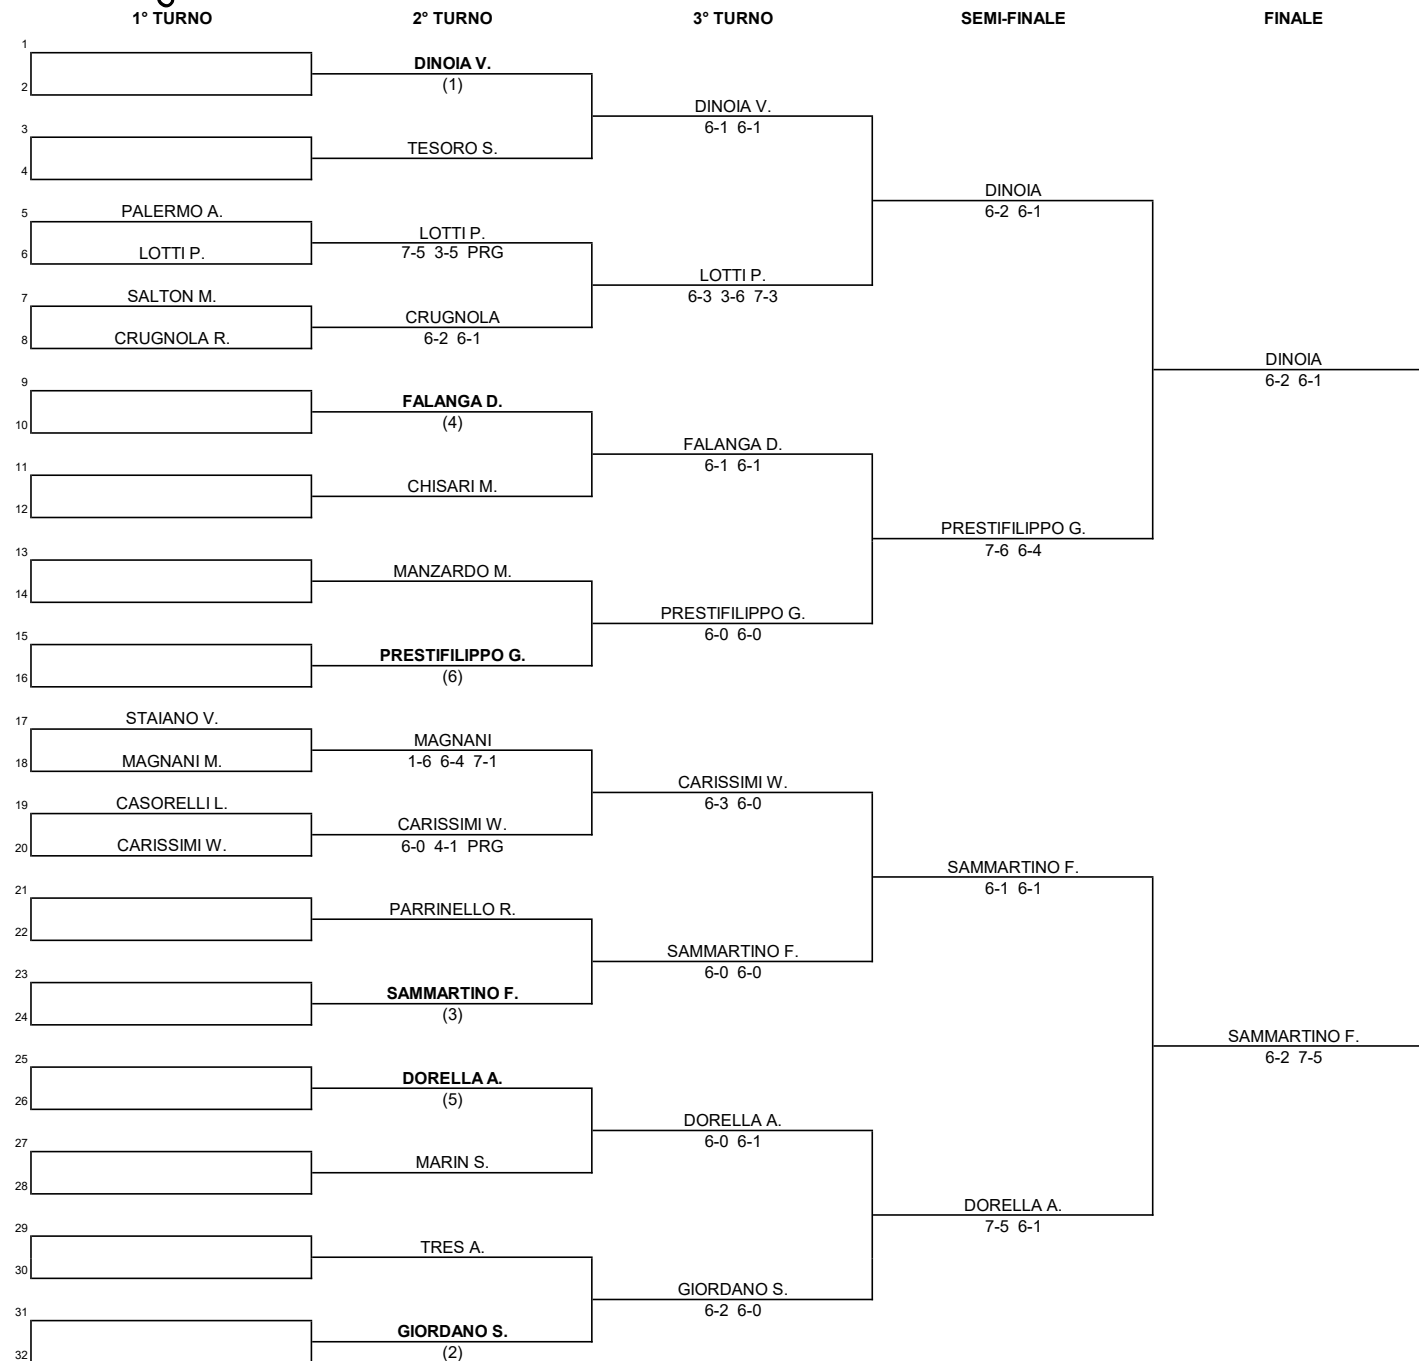 1° TURNO 2° TURNO 3° TURNO SEMI-FINALE FINALE
1
DINOIA V.
2 (1)
DINOIA V.
3 6-1 6-1
TESORO S.
4
DINOIA
5 PALERMO A. 6-2 6-1
LOTTI P.
6 LOTTI P. 7-5 3-5 PRG
LOTTI P.
7 SALTON M. 6-3 3-6 7-3
CRUGNOLA
8 CRUGNOLA R. 6-2 6-1
DINOIA
9 6-2 6-1
FALANGA D.
10 (4)
FALANGA D.
11 6-1 6-1
CHISARI M.
12
PRESTIFILIPPO G.
13 7-6 6-4
MANZARDO M.
14
PRESTIFILIPPO G.
15 6-0 6-0
PRESTIFILIPPO G.
16 (6)
17 STAIANO V.
MAGNANI
18 MAGNANI M. 1-6 6-4 7-1
CARISSIMI W.
19 CASORELLI L. 6-3 6-0
CARISSIMI W.
20 CARISSIMI W. 6-0 4-1 PRG
SAMMARTINO F.
21 6-1 6-1
PARRINELLO R.
22
SAMMARTINO F.
23 6-0 6-0
SAMMARTINO F.
24 (3)
SAMMARTINO F.
25 6-2 7-5
DORELLA A.
26 (5)
DORELLA A.
27 6-0 6-1
MARIN S.
28
DORELLA A.
29 7-5 6-1
TRES A.
30
GIORDANO S.
31 6-2 6-0
GIORDANO S.
32 (2)